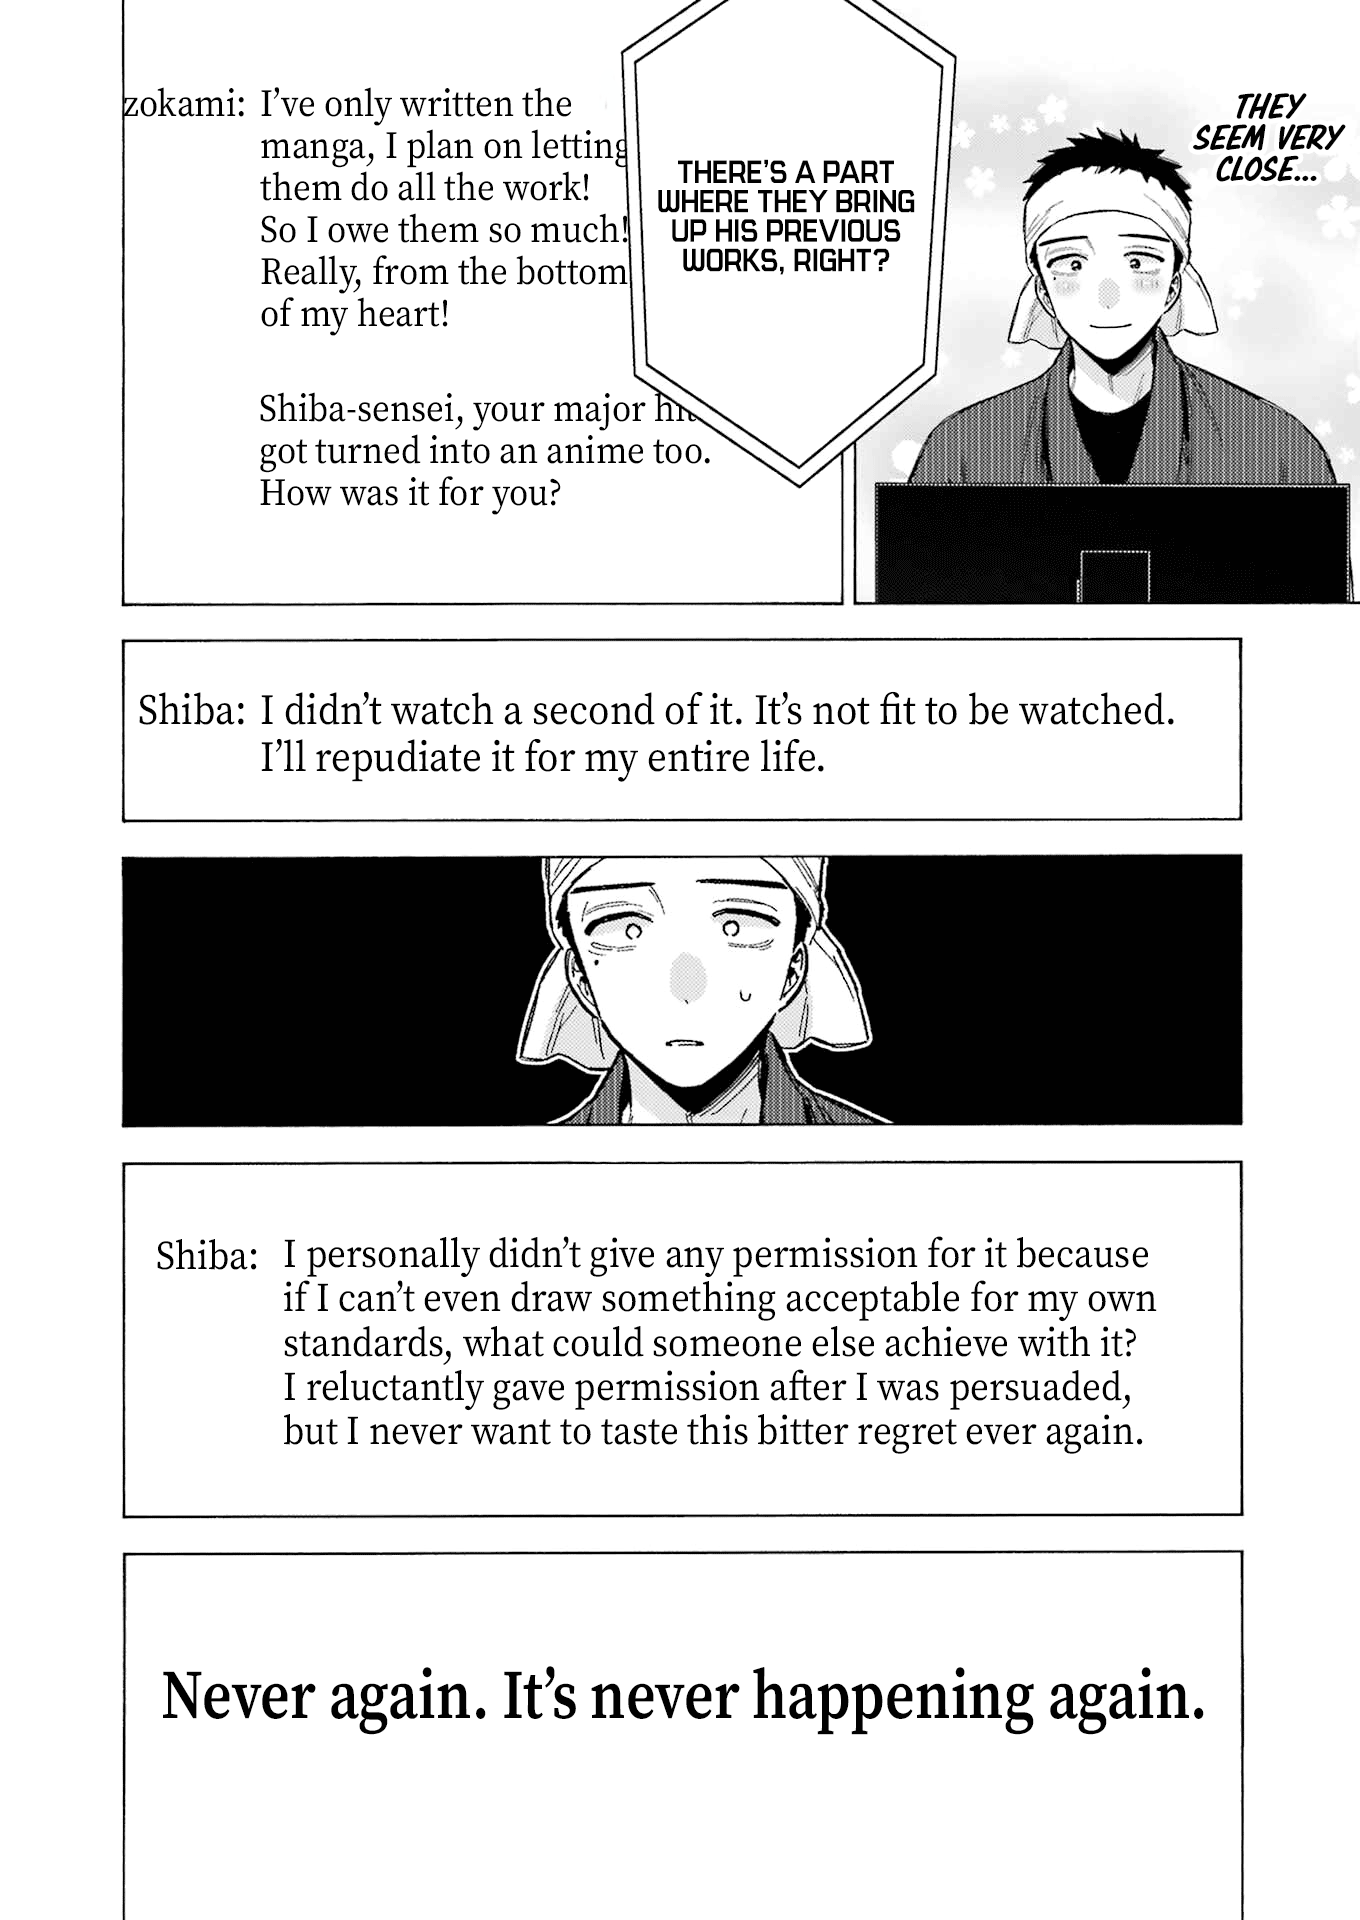 THEY
SEEM VERY
CLOSE...
THERE'S A PART
WHERE THEY BRING
UP HIS PREVIOUS
WORKS, RIGHT?
zokami: I've only written the
manga, I plan on letting
them do all the work!
So I owe them so much!
Really, from the bottom
of my heart!
Shiba-sensei, your major hit
got turned into an anime too.
How was it for you?
Shiba: I didn't watch a second of it. It's not fit to be watched.
I'll repudiate it for my entire life.
Shiba: I personally didn't give any permission for it because
if I can't even draw something acceptable for my own
standards, what could someone else achieve with it?
I reluctantly gave permission after I was persuaded,
but I never want to taste this bitter regret ever again.
Never again. It's never happening again.